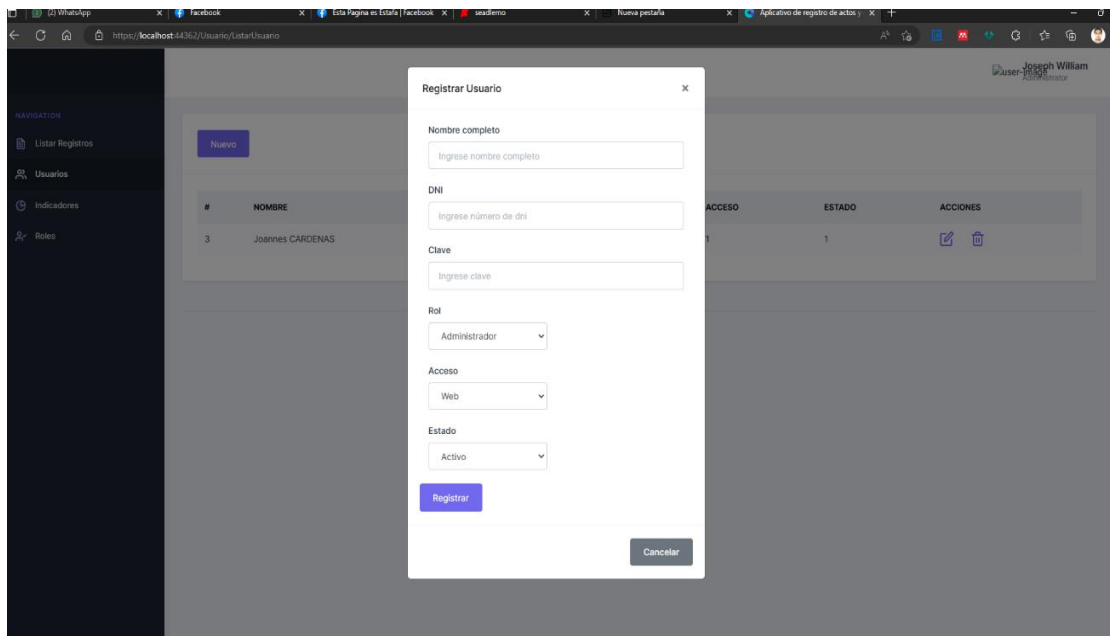 (2) WhatsApp
Facebook
Esta Pagina es Estafa | Facebook
seadlemo
Nueva pestaña
Aplicativo de registro de actos y
https://localhost:44362/Usuario/ListarUsuario
user-image
Joseph William
Administrator
NAVIGATION
Listar Registros
Usuarios
Indicadores
Roles
Nuevo
# NOMBRE ACCESO ESTADO ACCIONES
3 Joannes CARDENAS 1 1
Registrar Usuario ×
Nombre completo
Ingrese nombre completo
DNI
Ingrese número de dni
Clave
Ingrese clave
Rol
Administrador
Acceso
Web
Estado
Activo
Registrar
Cancelar